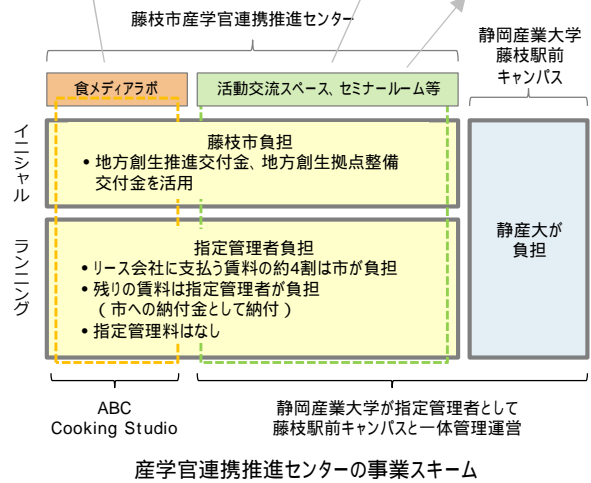 藤枝市産学官連携推進センター
静岡産業大学
藤枝駅前
キャンパス
食メディアラボ
活動交流スペース、セミナールーム等
イニシャル
藤枝市負担
• 地方創生推進交付金、地方創生拠点整備
交付金を活用
静産大が
負担
ランニング
指定管理者負担
• リース会社に支払う賃料の約4割は市が負担
• 残りの賃料は指定管理者が負担
（市への納付金として納付）
• 指定管理料はなし
ABC
Cooking Studio
静岡産業大学が指定管理者として
藤枝駅前キャンパスと一体管理運営
産学官連携推進センターの事業スキーム